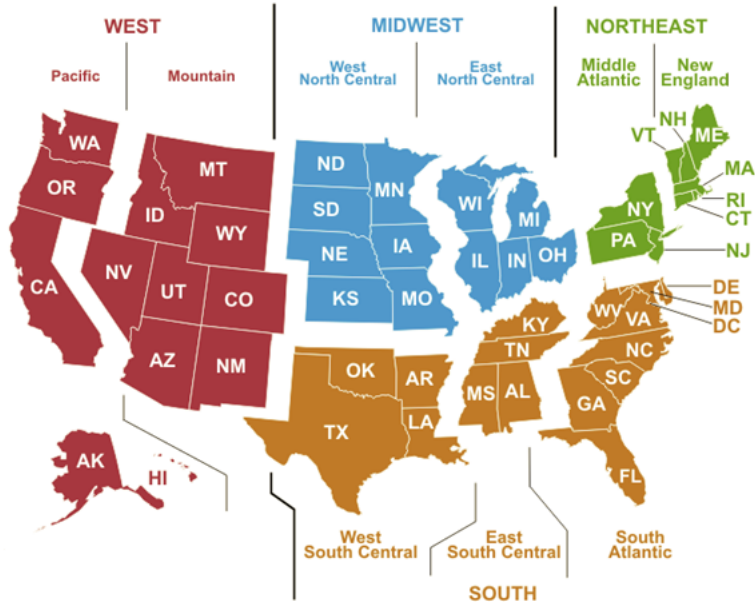 WEST
MIDWEST
NORTHEAST
Pacific
Mountain
West
North Central
East
North Central
Middle
Atlantic
New
England
WA
OR
CA
NV
ID
MT
WY
UT
CO
AZ
NM
AK
HI
ND
SD
NE
KS
MN
IA
MO
WI
MI
IL
IN
OH
VT
NH
ME
MA
RI
CT
NY
PA
NJ
DE
MD
DC
WV
VA
KY
TN
NC
SC
GA
FL
MS
AL
OK
AR
TX
LA
West
South Central
East
South Central
South
Atlantic
SOUTH